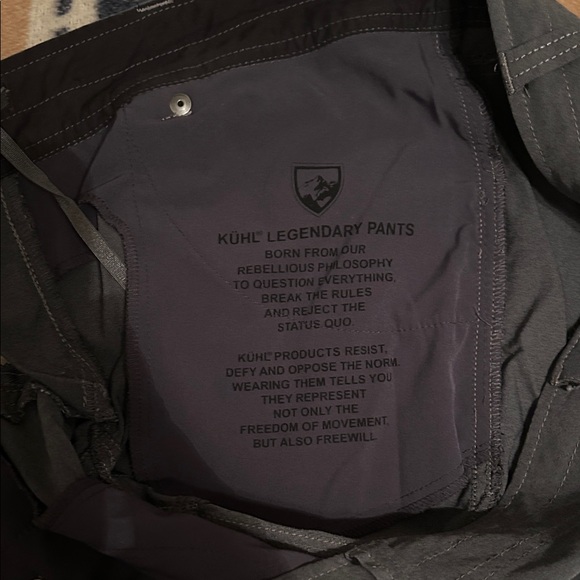 KÜHL® LEGENDARY PANTS
BORN FROM OUR
REBELLIOUS PHILOSOPHY
TO QUESTION EVERYTHING,
BREAK THE RULES
AND REJECT THE
STATUS QUO.
KÜHL® PRODUCTS RESIST,
DEFY AND OPPOSE THE NORM.
WEARING THEM TELLS YOU
THEY REPRESENT
NOT ONLY THE
FREEDOM OF MOVEMENT,
BUT ALSO FREEWILL.